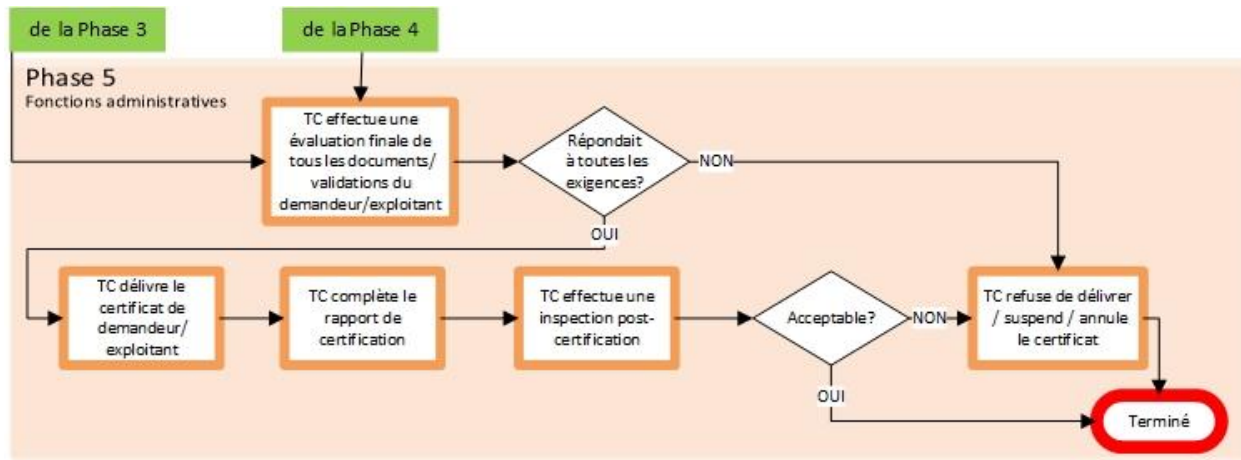 de la Phase 3
de la Phase 4
Phase 5
Fonctions administratives
TC effectue une
évaluation finale de
tous les documents/
validations du
demandeur/exploitant
Répondait
à toutes les
exigences?
NON
OUI
TC délivre le
certificat de
demandeur/
exploitant
TC complète le
rapport de
certification
TC effectue une
inspection post-
certification
Acceptable?
NON
TC refuse de délivrer
/ suspend / annule
le certificat
OUI
Terminé